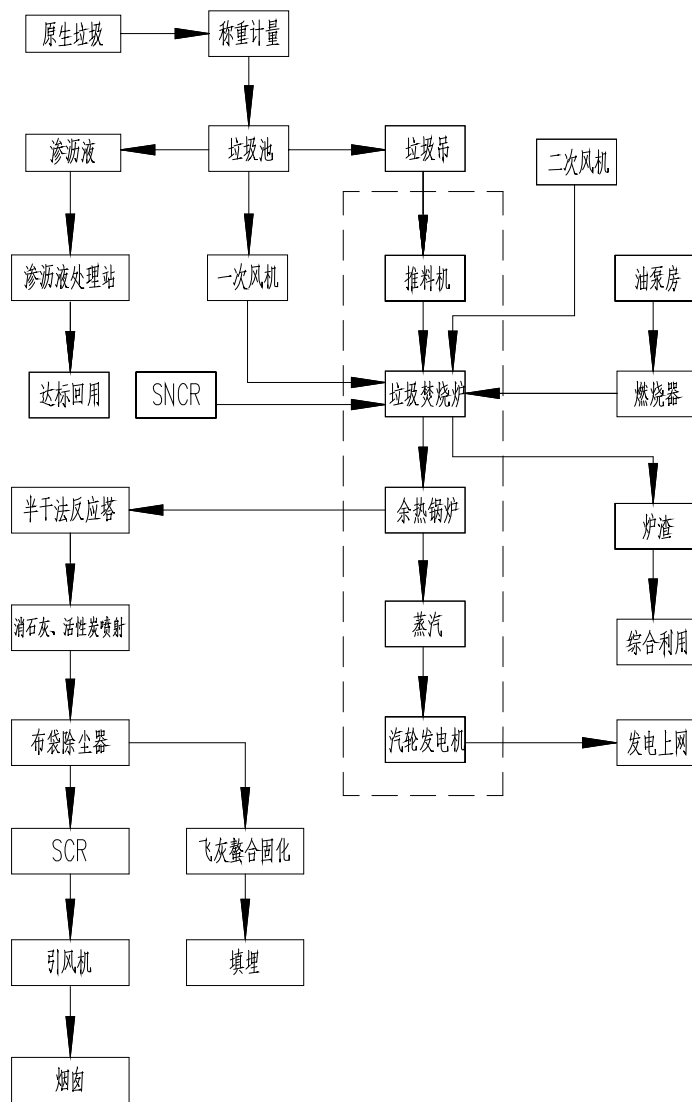 原生垃圾
称重计量
渗沥液
垃圾池
垃圾吊
二次风机
渗沥液处理站
一次风机
推料机
油泵房
达标回用
SNCR
垃圾焚烧炉
燃烧器
半干法反应塔
余热锅炉
炉渣
消石灰、活性炭喷射
蒸汽
综合利用
布袋除尘器
汽轮发电机
发电上网
SCR
飞灰螯合固化
引风机
填埋
烟囱